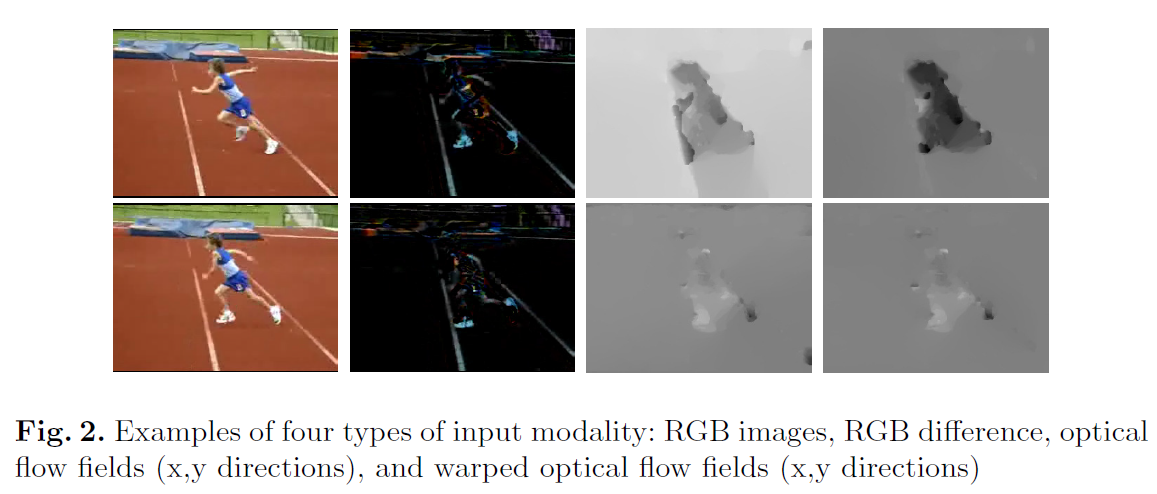 Fig. 2. Examples of four types of input modality: RGB images, RGB difference, optical
flow fields (x,y directions), and warped optical flow fields (x,y directions)